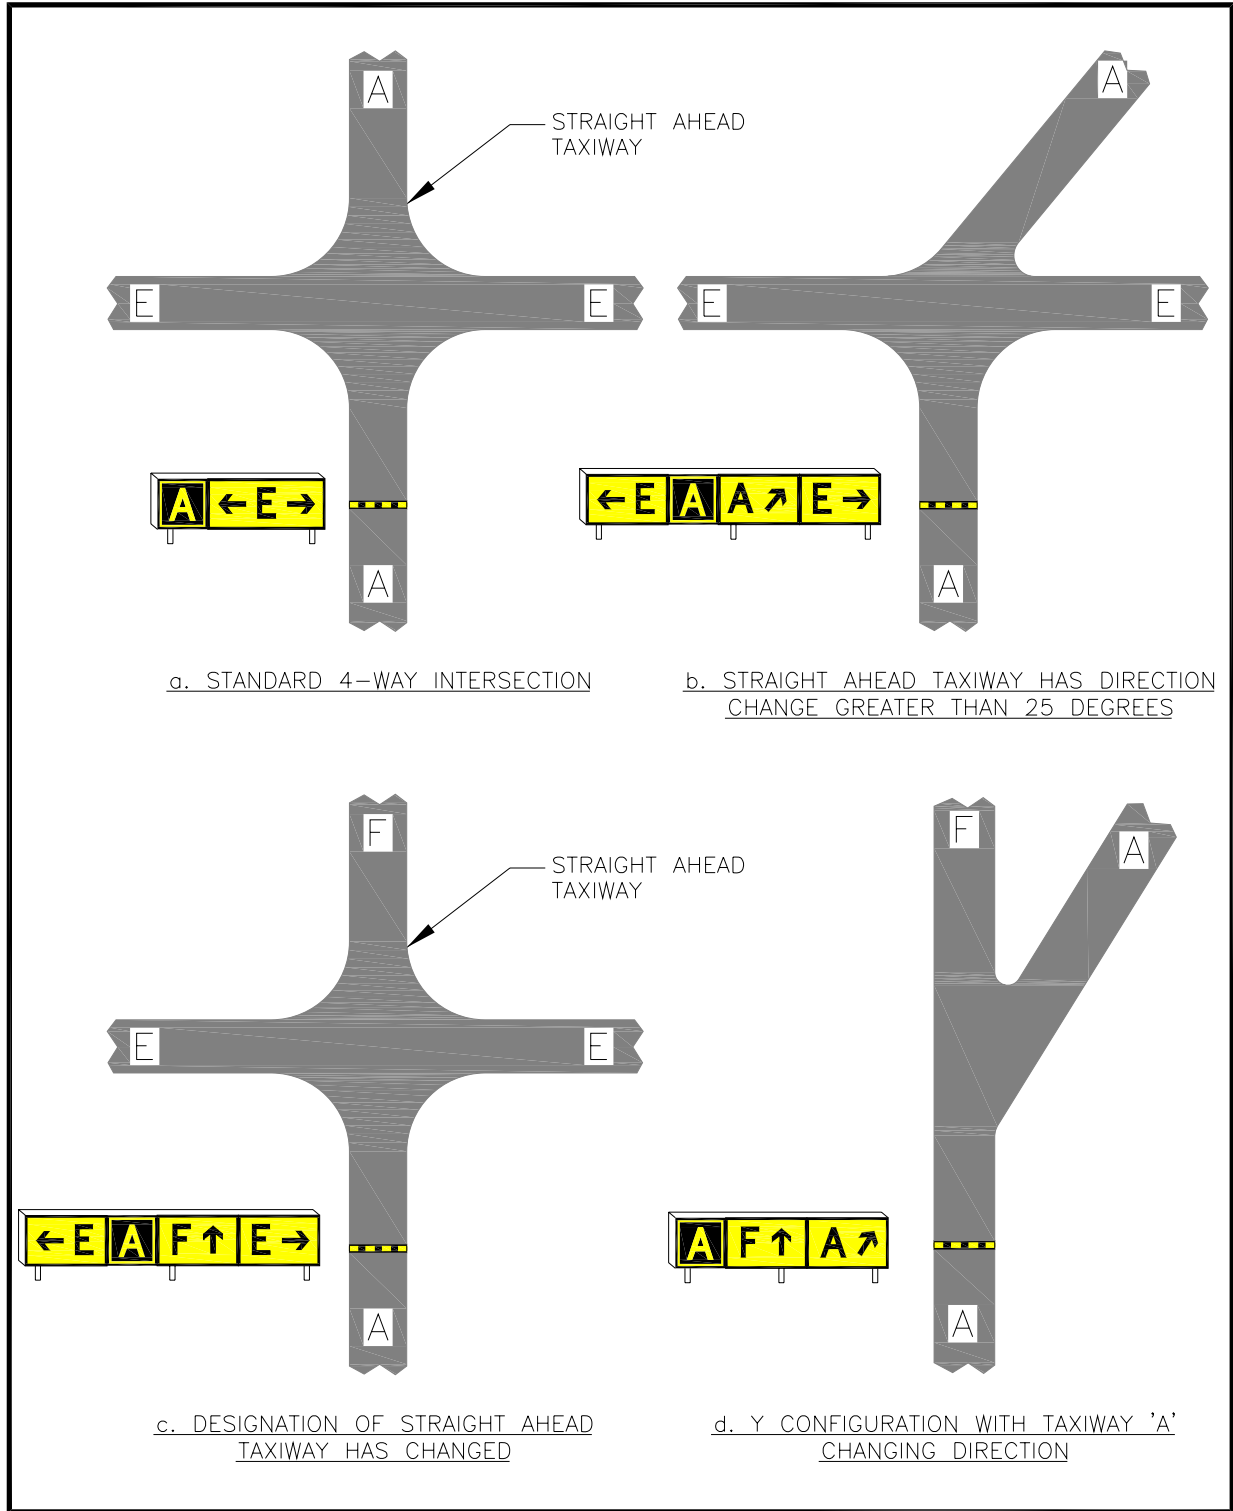 A
STRAIGHT AHEAD
TAXIWAY
E
E
A ← E →
A
a. STANDARD 4-WAY INTERSECTION
A
E
E
← E A A ↗ E →
A
b. STRAIGHT AHEAD TAXIWAY HAS DIRECTION
CHANGE GREATER THAN 25 DEGREES
F
STRAIGHT AHEAD
TAXIWAY
E
E
← E A F ↑ E →
A
c. DESIGNATION OF STRAIGHT AHEAD
TAXIWAY HAS CHANGED
F
A
A F ↑ A ↗
A
d. Y CONFIGURATION WITH TAXIWAY 'A'
CHANGING DIRECTION